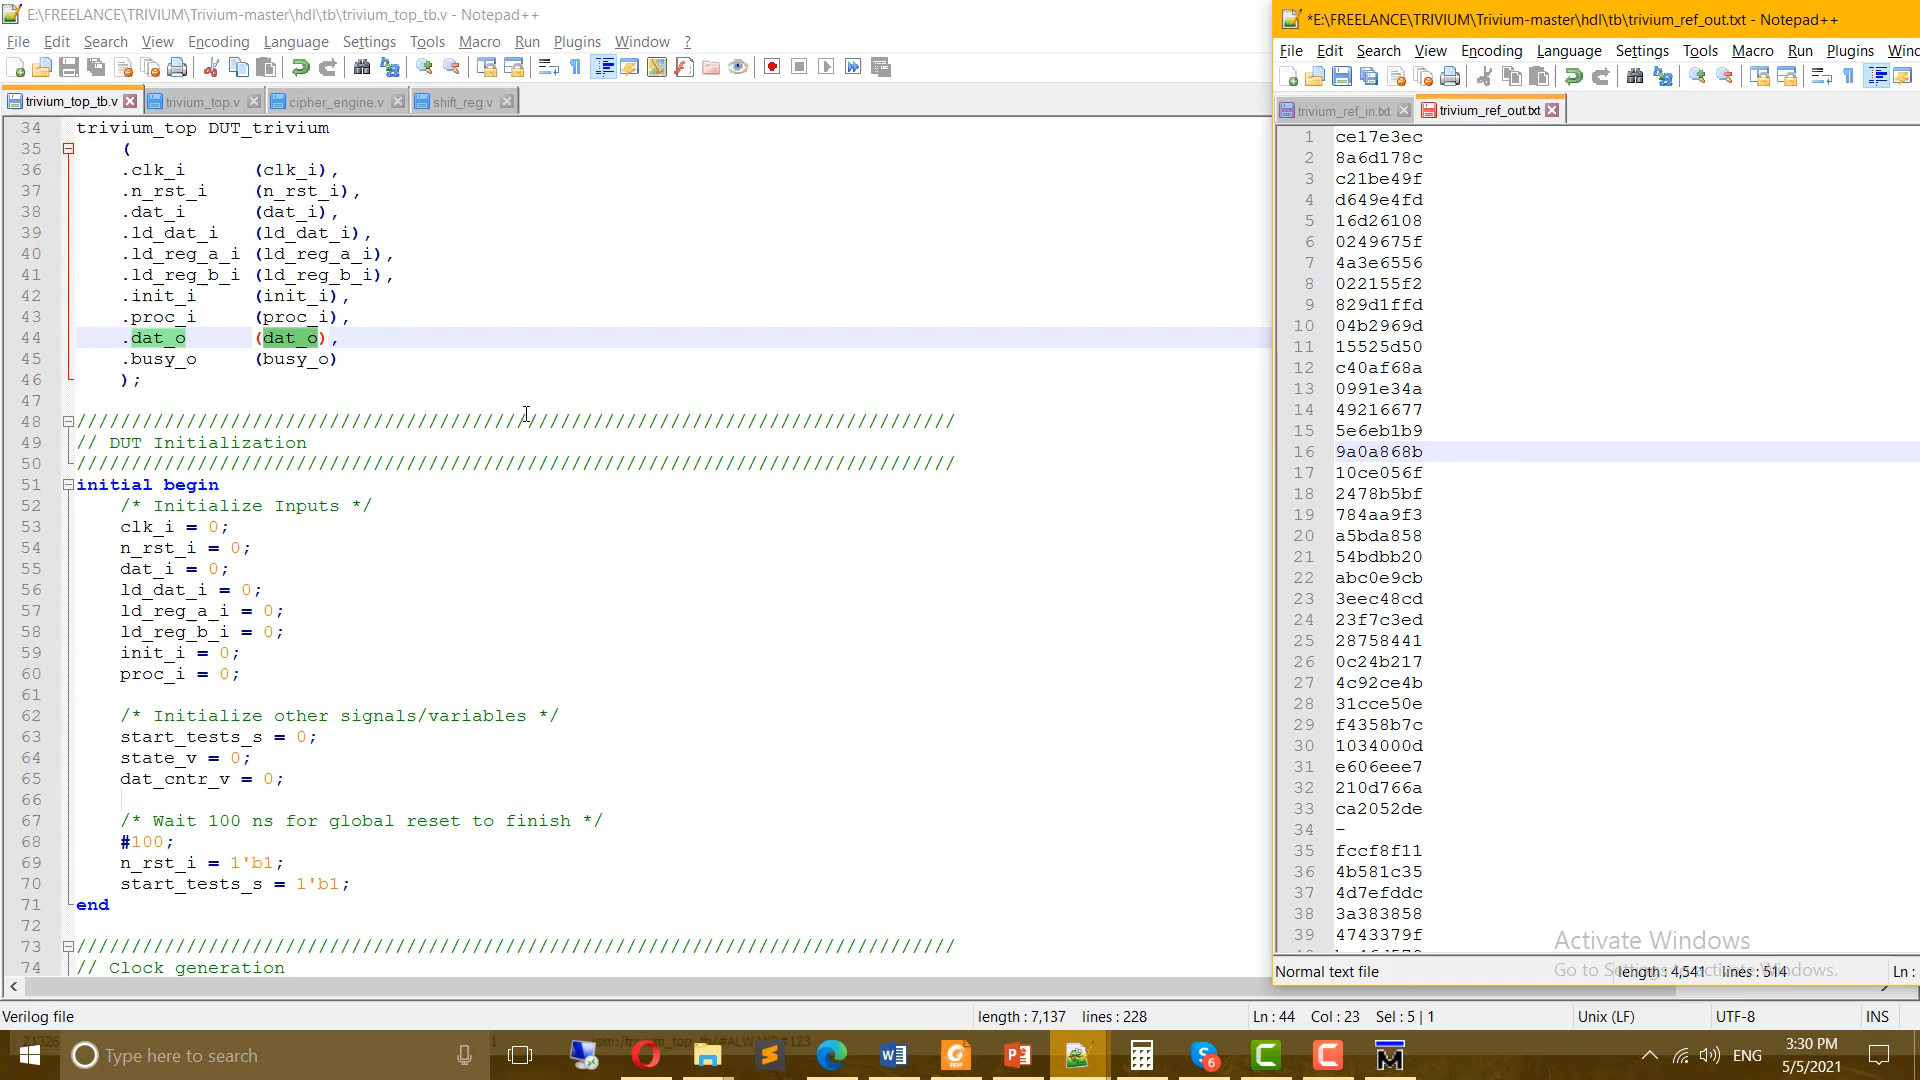 E:\FREELANCE\TRIVIUM\Trivium-master\hdl\tb\trivium_top_tb.v - Notepad++
File Edit Search View Encoding Language Settings Tools Macro Run Plugins Window ?
trivium_top_tb.v trivium_top.v cipher_engine.v shift_reg.v
34 trivium_top DUT_trivium
35 (
36 .clk_i (clk_i),
37 .n_rst_i (n_rst_i),
38 .dat_i (dat_i),
39 .ld_dat_i (ld_dat_i),
40 .ld_reg_a_i (ld_reg_a_i),
41 .ld_reg_b_i (ld_reg_b_i),
42 .init_i (init_i),
43 .proc_i (proc_i),
44 .dat_o (dat_o),
45 .busy_o (busy_o)
46 );
47
48 ////////////////////////////////////////////////////////////////////////////////
49 // DUT Initialization
50 ////////////////////////////////////////////////////////////////////////////////
51 initial begin
52 /* Initialize Inputs */
53 clk_i = 0;
54 n_rst_i = 0;
55 dat_i = 0;
56 ld_dat_i = 0;
57 ld_reg_a_i = 0;
58 ld_reg_b_i = 0;
59 init_i = 0;
60 proc_i = 0;
61
62 /* Initialize other signals/variables */
63 start_tests_s = 0;
64 state_v = 0;
65 dat_cntr_v = 0;
66
67 /* Wait 100 ns for global reset to finish */
68 #100;
69 n_rst_i = 1'b1;
70 start_tests_s = 1'b1;
71 end
72
73 ////////////////////////////////////////////////////////////////////////////////
74 // Clock generation
Verilog file length : 7,137 lines : 228 Ln : 44 Col : 23 Sel : 5 | 1 Unix (LF) UTF-8 INS
*E:\FREELANCE\TRIVIUM\Trivium-master\hdl\tb\trivium_ref_out.txt - Notepad++
File Edit Search View Encoding Language Settings Tools Macro Run Plugins Winc
trivium_ref_in.txt trivium_ref_out.txt
1 ce17e3ec
2 8a6d178c
3 c21be49f
4 d649e4fd
5 16d26108
6 0249675f
7 4a3e6556
8 022155f2
9 829d1ffd
10 04b2969d
11 15525d50
12 c40af68a
13 0991e34a
14 49216677
15 5e6eb1b9
16 9a0a868b
17 10ce056f
18 2478b5bf
19 784aa9f3
20 a5bda858
21 54bdbb20
22 abc0e9cb
23 3eec48cd
24 23f7c3ed
25 28758441
26 0c24b217
27 4c92ce4b
28 31cce50e
29 f4358b7c
30 1034000d
31 e606eee7
32 210d766a
33 ca2052de
34 -
35 fccf8f11
36 4b581c35
37 4d7efddc
38 3a383858
39 4743379f
Activate Windows
Go to Settings to activate Windows.
Normal text file length : 4,541 lines : 514 Ln :
Type here to search
6
ENG
3:30 PM
5/5/2021